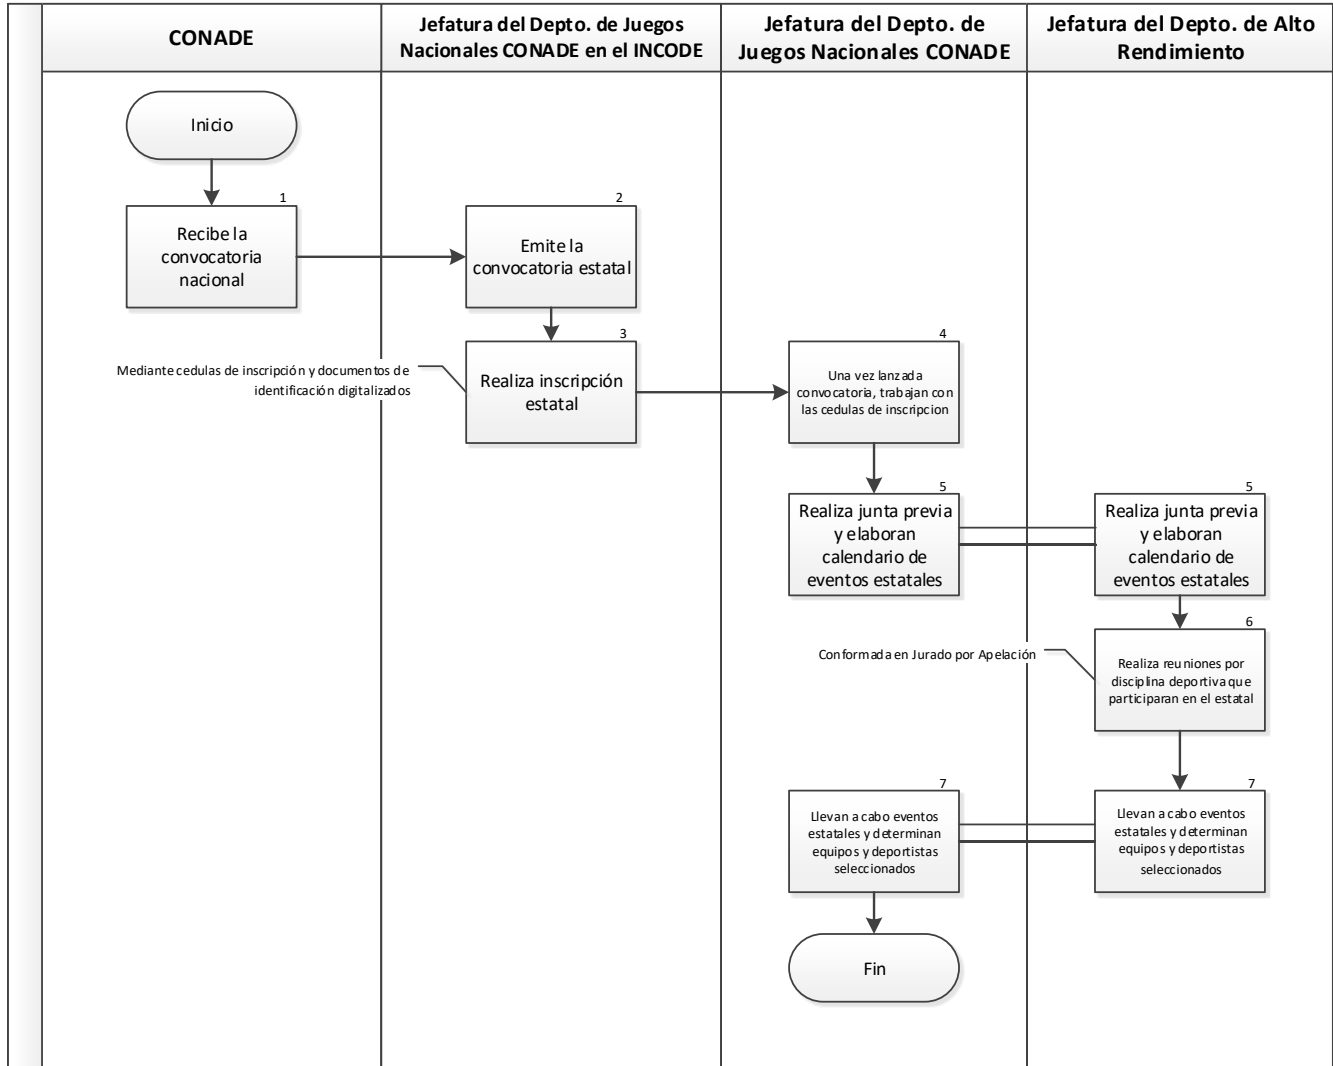 CONADE
Jefatura del Depto. de Juegos
Nacionales CONADE en el INCODE
Jefatura del Depto. de
Juegos Nacionales CONADE
Jefatura del Depto. de Alto
Rendimiento
Inicio
1
Recibe la
convocatoria
nacional
2
Emite la
convocatoria estatal
3
Realiza inscripción
estatal
Mediante cedulas de inscripción y documentos de
identificación digitalizados
4
Una vez lanzada
convocatoria, trabajan con
las cedulas de inscripcion
5
Realiza junta previa
y elaboran
calendario de
eventos estatales
5
Realiza junta previa
y elaboran
calendario de
eventos estatales
6
Realiza reuniones por
disciplina deportiva que
participaran en el estatal
Conformada en Jurado por Apelación
7
Llevan a cabo eventos
estatales y determinan
equipos y deportistas
seleccionados
7
Llevan a cabo eventos
estatales y determinan
equipos y deportistas
seleccionados
Fin